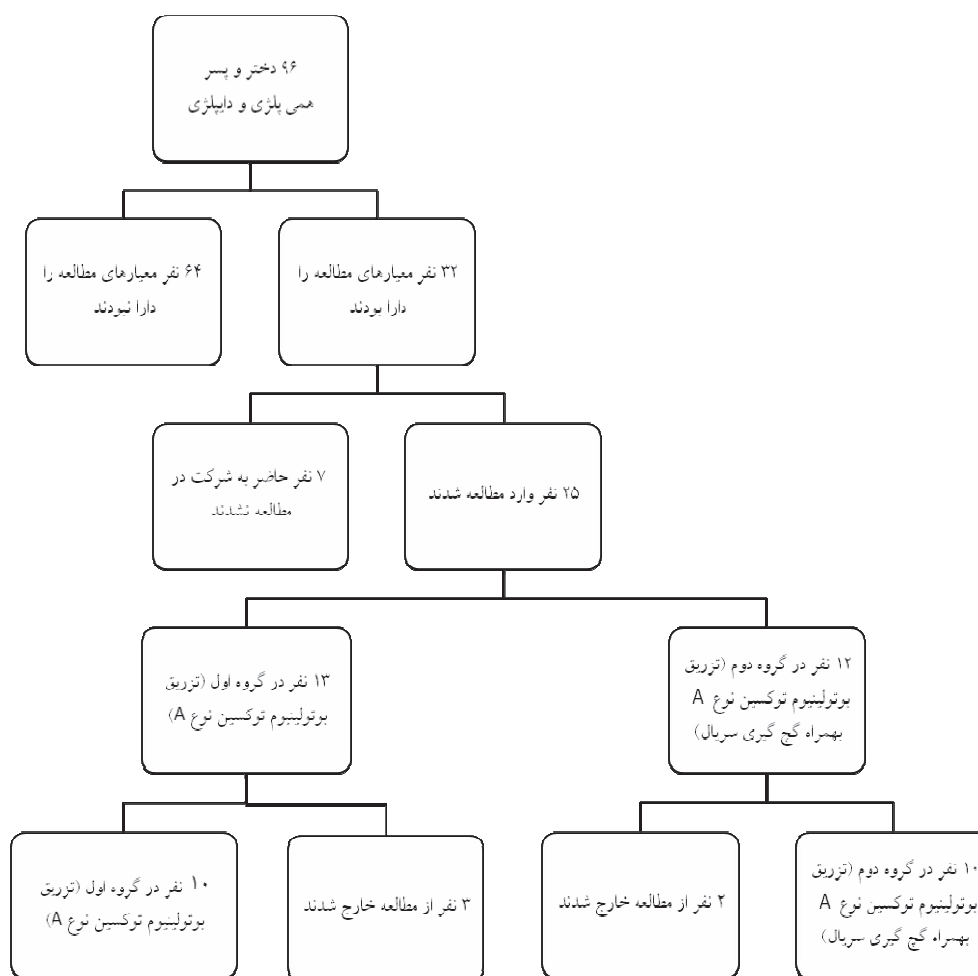 ۹۶ دختر و پسر
همی پلژی و دایپلژی
۳۲ نفر معیارهای مطالعه را
دارا بودند
۶۴ نفر معیارهای مطالعه را
دارا نبودند
۲۵ نفر وارد مطالعه شدند
۷ نفر حاضر به شرکت در
مطالعه نشدند
۱۲ نفر در گروه دوم (تزریق
بوتولینیوم توکسین نوع A
بهمراه گچ گیری سریال)
۱۳ نفر در گروه اول (تزریق
بوتولینیوم توکسین نوع A)
۱۰ نفر در گروه دوم (تزریق
بوتولینیوم توکسین نوع A
بهمراه گچ گیری سریال)
۲ نفر از مطالعه خارج شدند
۳ نفر از مطالعه خارج شدند
۱۰ نفر در گروه اول (تزریق
بوتولینیوم توکسین نوع A)